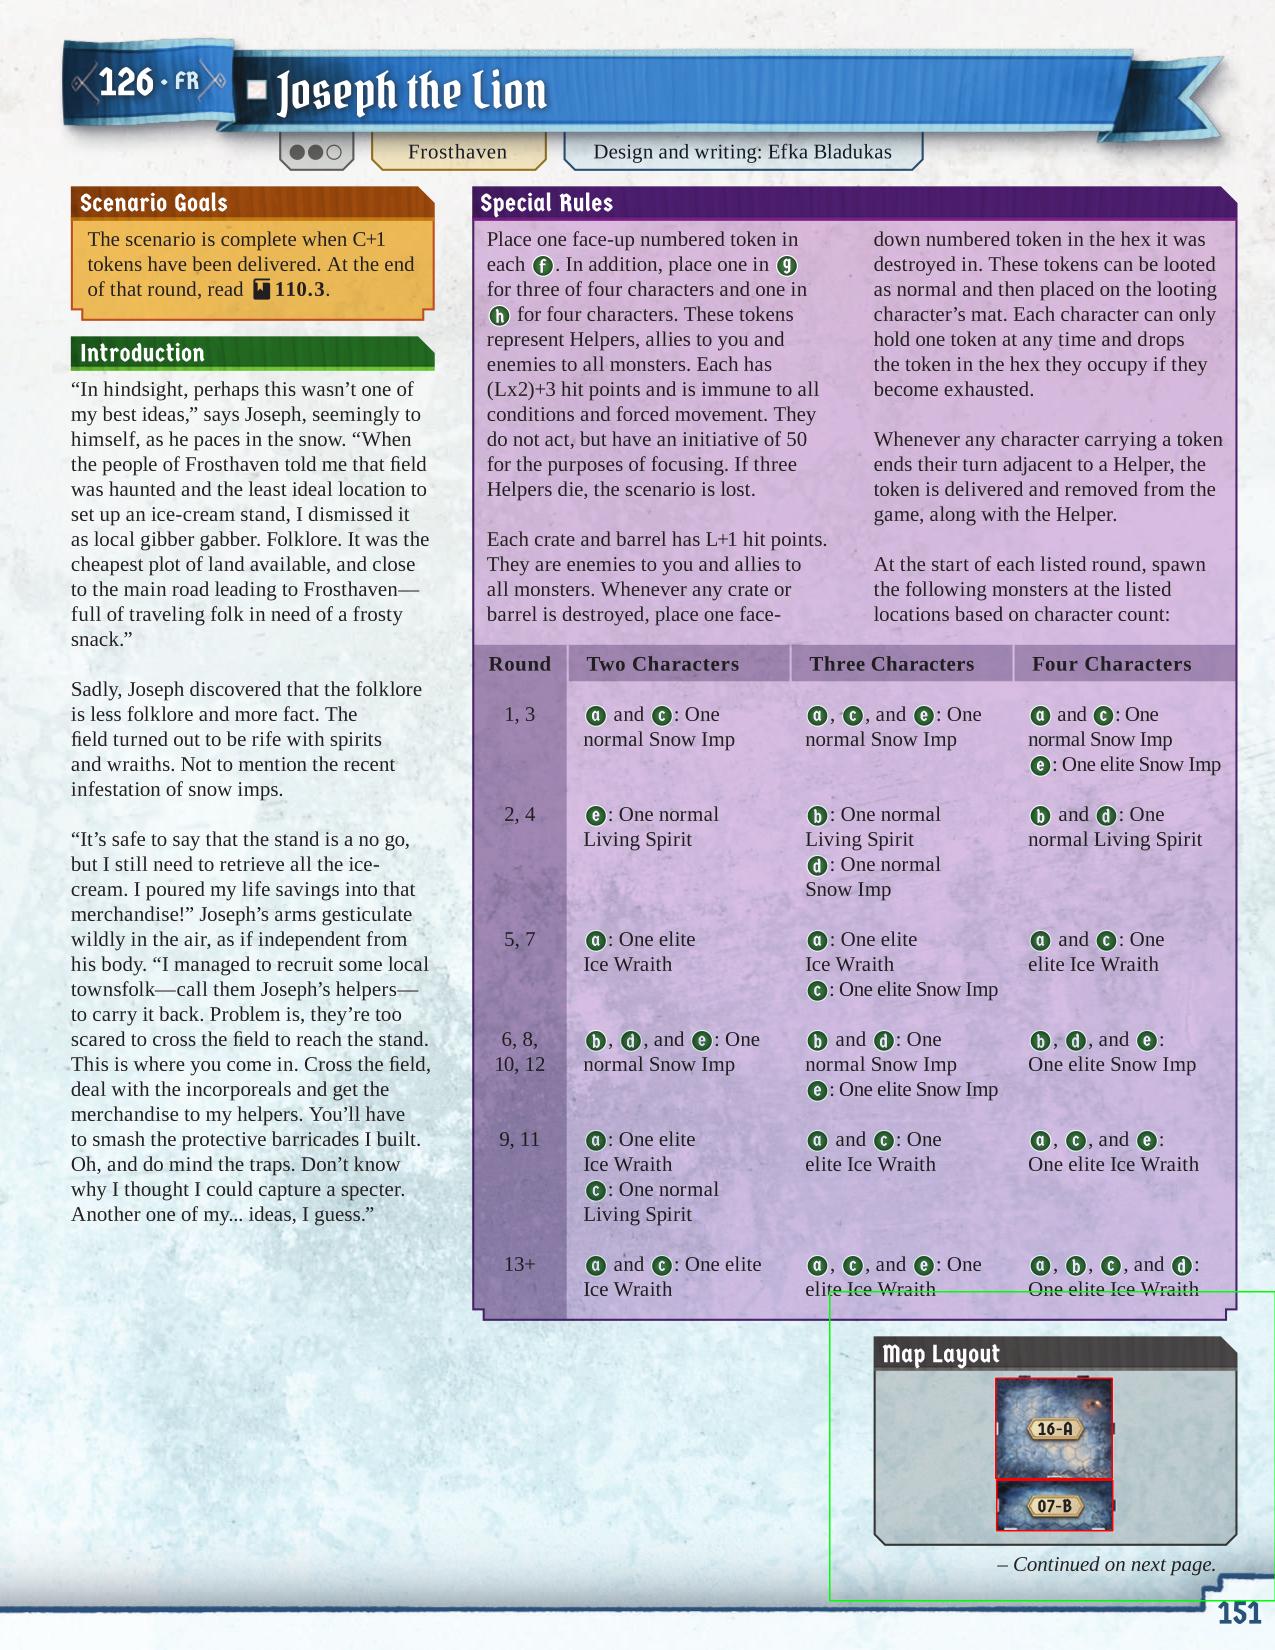 126 · FR
Joseph the Lion
Frosthaven
Design and writing: Efka Bladukas
Scenario Goals
The scenario is complete when C+1
tokens have been delivered. At the end
of that round, read 110.3.
Introduction
“In hindsight, perhaps this wasn’t one of
my best ideas,” says Joseph, seemingly to
himself, as he paces in the snow. “When
the people of Frosthaven told me that field
was haunted and the least ideal location to
set up an ice-cream stand, I dismissed it
as local gibber gabber. Folklore. It was the
cheapest plot of land available, and close
to the main road leading to Frosthaven—
full of traveling folk in need of a frosty
snack.”
Sadly, Joseph discovered that the folklore
is less folklore and more fact. The
field turned out to be rife with spirits
and wraiths. Not to mention the recent
infestation of snow imps.
“It’s safe to say that the stand is a no go,
but I still need to retrieve all the ice-
cream. I poured my life savings into that
merchandise!” Joseph’s arms gesticulate
wildly in the air, as if independent from
his body. “I managed to recruit some local
townsfolk—call them Joseph’s helpers—
to carry it back. Problem is, they’re too
scared to cross the field to reach the stand.
This is where you come in. Cross the field,
deal with the incorporeals and get the
merchandise to my helpers. You’ll have
to smash the protective barricades I built.
Oh, and do mind the traps. Don’t know
why I thought I could capture a specter.
Another one of my... ideas, I guess.”
Special Rules
Place one face-up numbered token in
each f. In addition, place one in g
for three of four characters and one in
h for four characters. These tokens
represent Helpers, allies to you and
enemies to all monsters. Each has
(Lx2)+3 hit points and is immune to all
conditions and forced movement. They
do not act, but have an initiative of 50
for the purposes of focusing. If three
Helpers die, the scenario is lost.
Each crate and barrel has L+1 hit points.
They are enemies to you and allies to
all monsters. Whenever any crate or
barrel is destroyed, place one face-
down numbered token in the hex it was
destroyed in. These tokens can be looted
as normal and then placed on the looting
character’s mat. Each character can only
hold one token at any time and drops
the token in the hex they occupy if they
become exhausted.
Whenever any character carrying a token
ends their turn adjacent to a Helper, the
token is delivered and removed from the
game, along with the Helper.
At the start of each listed round, spawn
the following monsters at the listed
locations based on character count:
Round
Two Characters
Three Characters
Four Characters
1, 3
a and c: One
normal Snow Imp
a, c, and e: One
normal Snow Imp
a and c: One
normal Snow Imp
e: One elite Snow Imp
2, 4
e: One normal
Living Spirit
b: One normal
Living Spirit
d: One normal
Snow Imp
b and d: One
normal Living Spirit
5, 7
a: One elite
Ice Wraith
a: One elite
Ice Wraith
c: One elite Snow Imp
a and c: One
elite Ice Wraith
6, 8,
10, 12
b, d, and e: One
normal Snow Imp
b and d: One
normal Snow Imp
e: One elite Snow Imp
b, d, and e:
One elite Snow Imp
9, 11
a: One elite
Ice Wraith
c: One normal
Living Spirit
a and c: One
elite Ice Wraith
a, c, and e:
One elite Ice Wraith
13+
a and c: One elite
Ice Wraith
a, c, and e: One
elite Ice Wraith
a, b, c, and d:
One elite Ice Wraith
Map Layout
16-A
07-B
– Continued on next page.
151